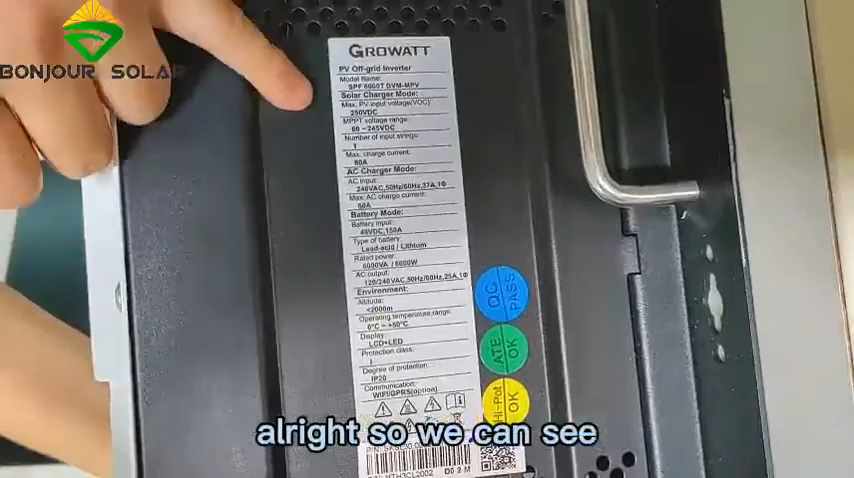 BONJOUR SOLAR
GROWATT
PV Off-grid Inverter
Model Name:
SPF 6000T DVM-MPV
Solar Charger Mode:
Max. PV input voltage(VOC):
250VDC
MPPT voltage range:
60 ~ 245VDC
Number of input strings:
1
Max. charge current:
80A
AC Charger Mode:
AC input:
240VAC,50Hz/60Hz,37A,1Φ
Max. AC charge current:
Battery Mode:
Battery input:
48VDC,150A
Type of battery:
Lead-acid / Lithium
Rated power:
6000VA / 6000W
AC output:
120/240VAC,50Hz/60Hz,25A,1Φ
Environment:
Altitude:
<2000m
Operating temperature range:
0°C ~ +50°C
Display:
LCD+LED
Protection class:
I
Degree of protection:
IP20
Communication:
WIFI/GPRS(option)
QC PASS
ATE OK
Hi-Pot OK
alright so we can see